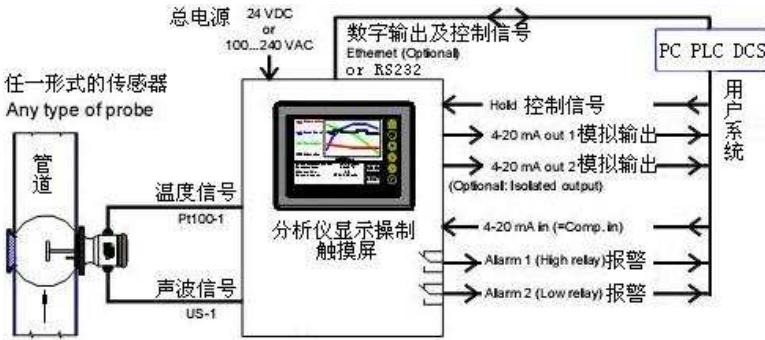 总电源
24 VDC
or
100...240 VAC
数字输出及控制信号
Ethernet (Optional)
or RS232
PC PLC DCS
用户系统
任一形式的传感器
Any type of probe
管道
温度信号
Pt100-1
声波信号
US-1
分析仪显示操制
触摸屏
Hold 控制信号
4-20 mA out 1 模拟输出
4-20 mA out 2 模拟输出
(Optional: Isolated output)
4-20 mA in (=Comp. in)
Alarm 1 (High relay) 报警
Alarm 2 (Low relay) 报警